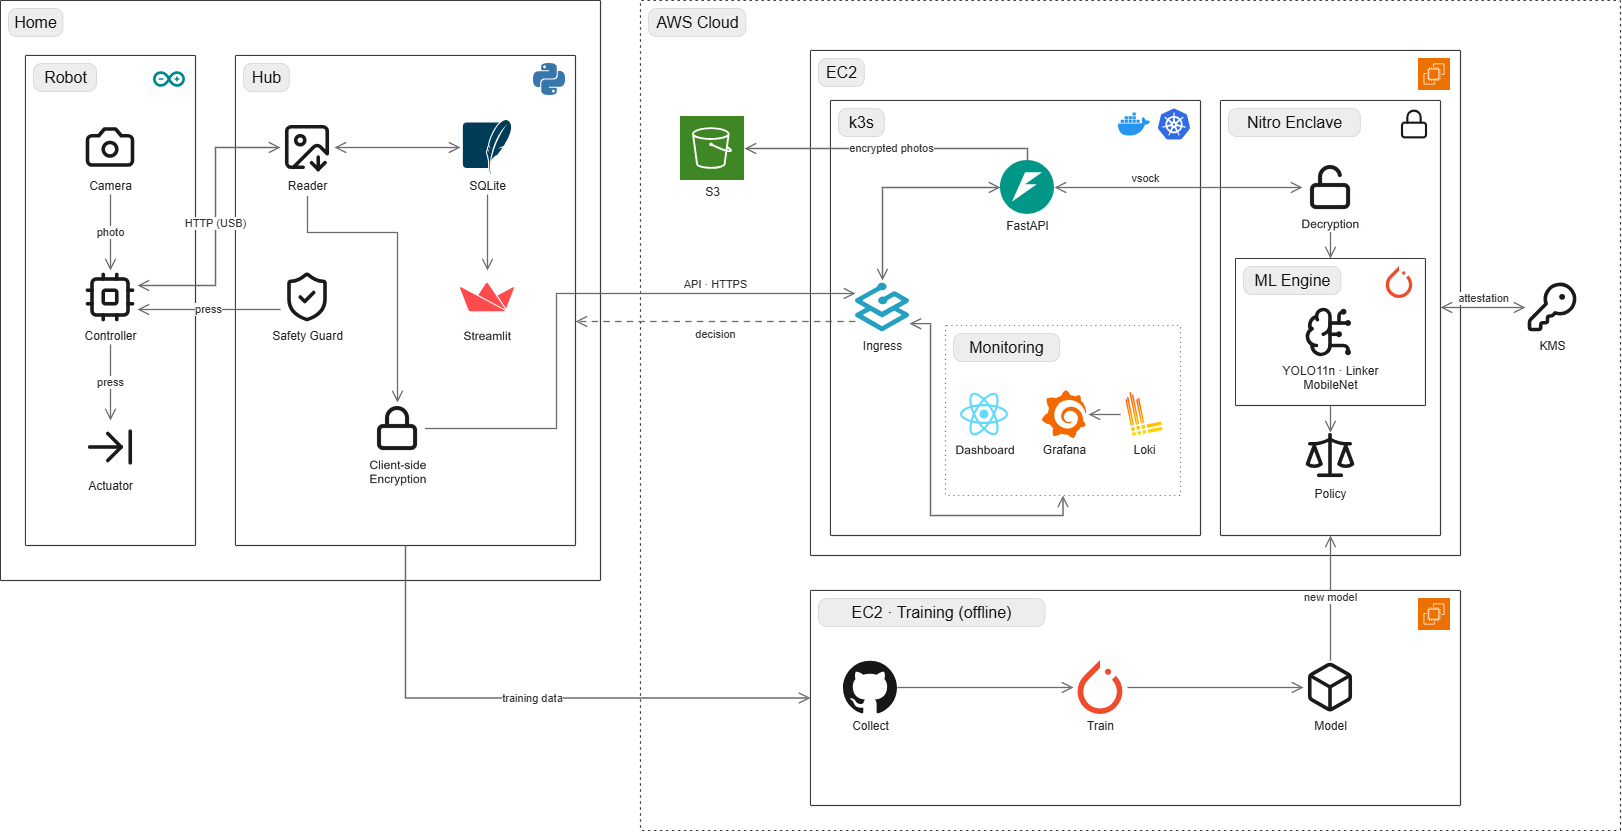 Home
AWS Cloud
Robot
Hub
EC2
k3s
Nitro Enclave
Camera
Reader
SQLite
S3
encrypted photos
FastAPI
vsock
Decryption
photo
HTTP (USB)
ML Engine
Controller
press
Safety Guard
Streamlit
API · HTTPS
decision
Ingress
Monitoring
YOLO11n · Linker
MobileNet
attestation
KMS
press
Actuator
Client-side
Encryption
Dashboard
Grafana
Loki
Policy
new model
EC2 · Training (offline)
training data
Collect
Train
Model